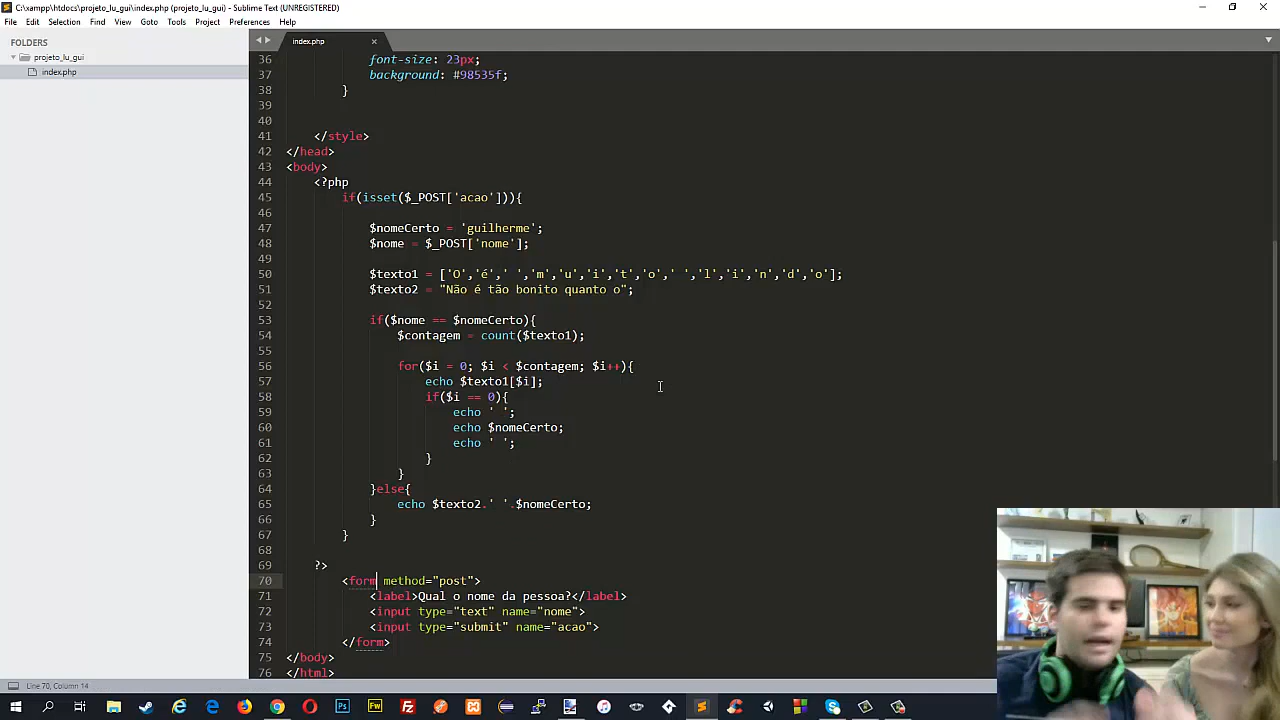 C:\xampp\htdocs\projeto_lu_gui\index.php (projeto_lu_gui) - Sublime Text (UNREGISTERED)
File Edit Selection Find View Goto Tools Project Preferences Help
FOLDERS
projeto_lu_gui
index.php
index.php
36 font-size: 23px;
37 background: #98535f;
38 }
39
40
41 </style>
42 </head>
43 <body>
44 <?php
45 if(isset($_POST['acao'])){
46
47 $nomeCerto = 'guilherme';
48 $nome = $_POST['nome'];
49
50 $texto1 = ['O','é',' ','m','u','i','t','o',' ','l','i','n','d','o'];
51 $texto2 = "Não é tão bonito quanto o";
52
53 if($nome == $nomeCerto){
54 $contagem = count($texto1);
55
56 for($i = 0; $i < $contagem; $i++){
57 echo $texto1[$i];
58 if($i == 0){
59 echo ' ';
60 echo $nomeCerto;
61 echo ' ';
62 }
63 }
64 }else{
65 echo $texto2.' '.$nomeCerto;
66 }
67 }
68
69 ?>
70 <form method="post">
71 <label>Qual o nome da pessoa?</label>
72 <input type="text" name="nome">
73 <input type="submit" name="acao">
74 </form>
75 </body>
76 </html>
Line 70, Column 14